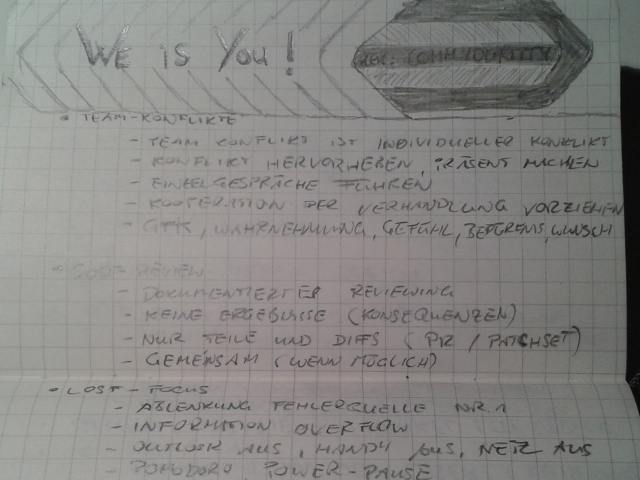 WE is You!
COMMUNITY
• TEAM-KONFLIKTE
- TEAM KONFLIKT IST INDIVIDUELLER KONFLIKT
- KONFLIKT HERVORHEBEN, PRÄSENT MACHEN
- EINZELGESPRÄCHE FÜHREN
- KOOPERATION DER VERHANDLUNG VORZIEHEN
- WAHRNEHMUNG, GEFÜHL, WUNSCH
• CODE-REVIEW
- DOKUMENTIERTES REVIEWING
- KEINE ERGEBNISSE (KONSEQUENZEN)
- NUR TEILE UND DIFFS (PR / PATCHSET)
- GEMEINSAM (WENN MÖGLICH)
• LOST-FOCUS
- ABLENKUNG FEHLERQUELLE NR. 1
- INFORMATION OVERFLOW
- OUTLOOK AUS, HANDY AUS, NETZ AUS
- POMODORO, POWER-PAUSE